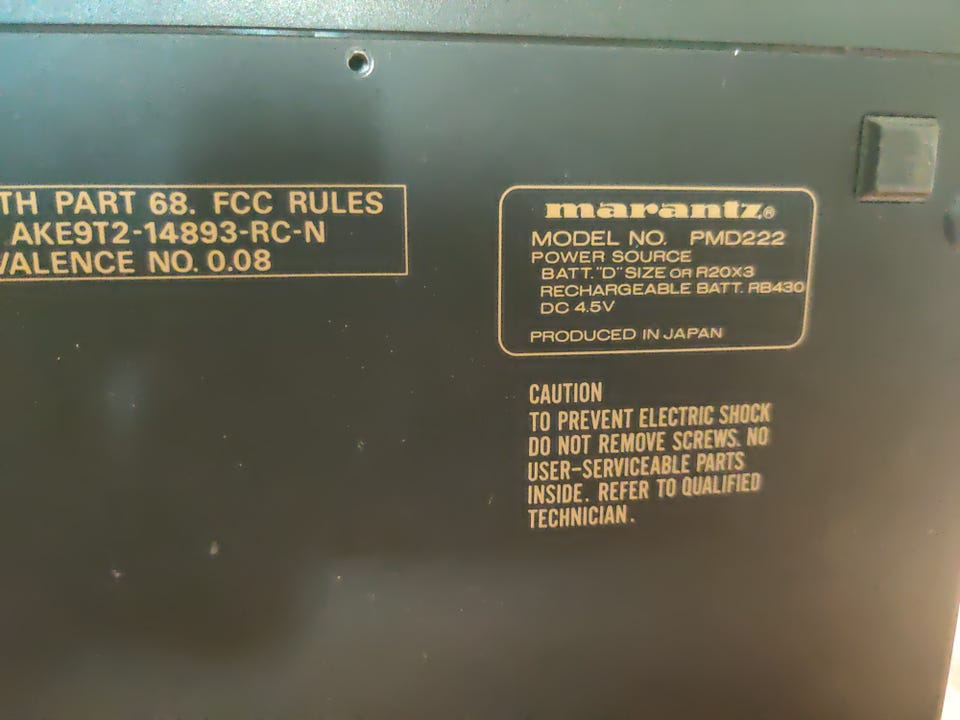 TH PART 68. FCC RULES
AKE9T2-14893-RC-N
VALENCE NO. 0.08
marantz®
MODEL NO. PMD222
POWER SOURCE
BATT. "D" SIZE OR R20X3
RECHARGEABLE BATT. RB430
DC 4.5V
PRODUCED IN JAPAN
CAUTION
TO PREVENT ELECTRIC SHOCK
DO NOT REMOVE SCREWS. NO
USER-SERVICEABLE PARTS
INSIDE. REFER TO QUALIFIED
TECHNICIAN.